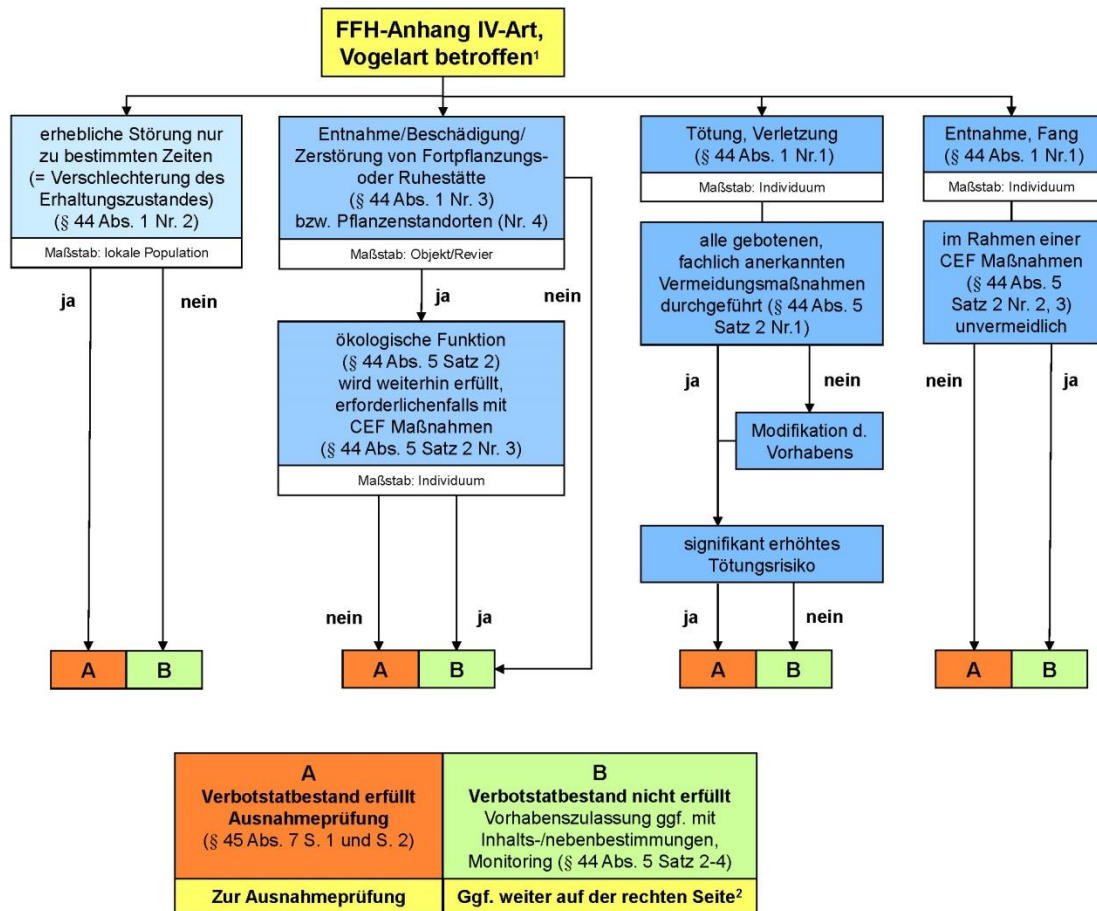 FFH-Anhang IV-Art,
Vogelart betroffen¹
erhebliche Störung nur
zu bestimmten Zeiten
(= Verschlechterung des
Erhaltungszustandes)
(§ 44 Abs. 1 Nr. 2)
Maßstab: lokale Population
ja
nein
Entnahme/Beschädigung/
Zerstörung von Fortpflanzungs-
oder Ruhestätte
(§ 44 Abs. 1 Nr. 3)
bzw. Pflanzenstandorten (Nr. 4)
Maßstab: Objekt/Revier
ja
nein
ökologische Funktion
(§ 44 Abs. 5 Satz 2)
wird weiterhin erfüllt,
erforderlichenfalls mit
CEF Maßnahmen
(§ 44 Abs. 5 Satz 2 Nr. 3)
Maßstab: Individuum
nein
ja
Tötung, Verletzung
(§ 44 Abs. 1 Nr.1)
Maßstab: Individuum
alle gebotenen,
fachlich anerkannten
Vermeidungsmaßnahmen
durchgeführt (§ 44 Abs. 5
Satz 2 Nr.1)
ja
nein
Modifikation d.
Vorhabens
signifikant erhöhtes
Tötungsrisiko
ja
nein
Entnahme, Fang
(§ 44 Abs. 1 Nr.1)
Maßstab: Individuum
im Rahmen einer
CEF Maßnahmen
(§ 44 Abs. 5
Satz 2 Nr. 2, 3)
unvermeidlich
nein
ja
A B
A B
A B
A B
A
Verbotstatbestand erfüllt
Ausnahmeprüfung
(§ 45 Abs. 7 S. 1 und S. 2)
Zur Ausnahmeprüfung
B
Verbotstatbestand nicht erfüllt
Vorhabenszulassung ggf. mit
Inhalts-/nebenbestimmungen,
Monitoring (§ 44 Abs. 5 Satz 2-4)
Ggf. weiter auf der rechten Seite²